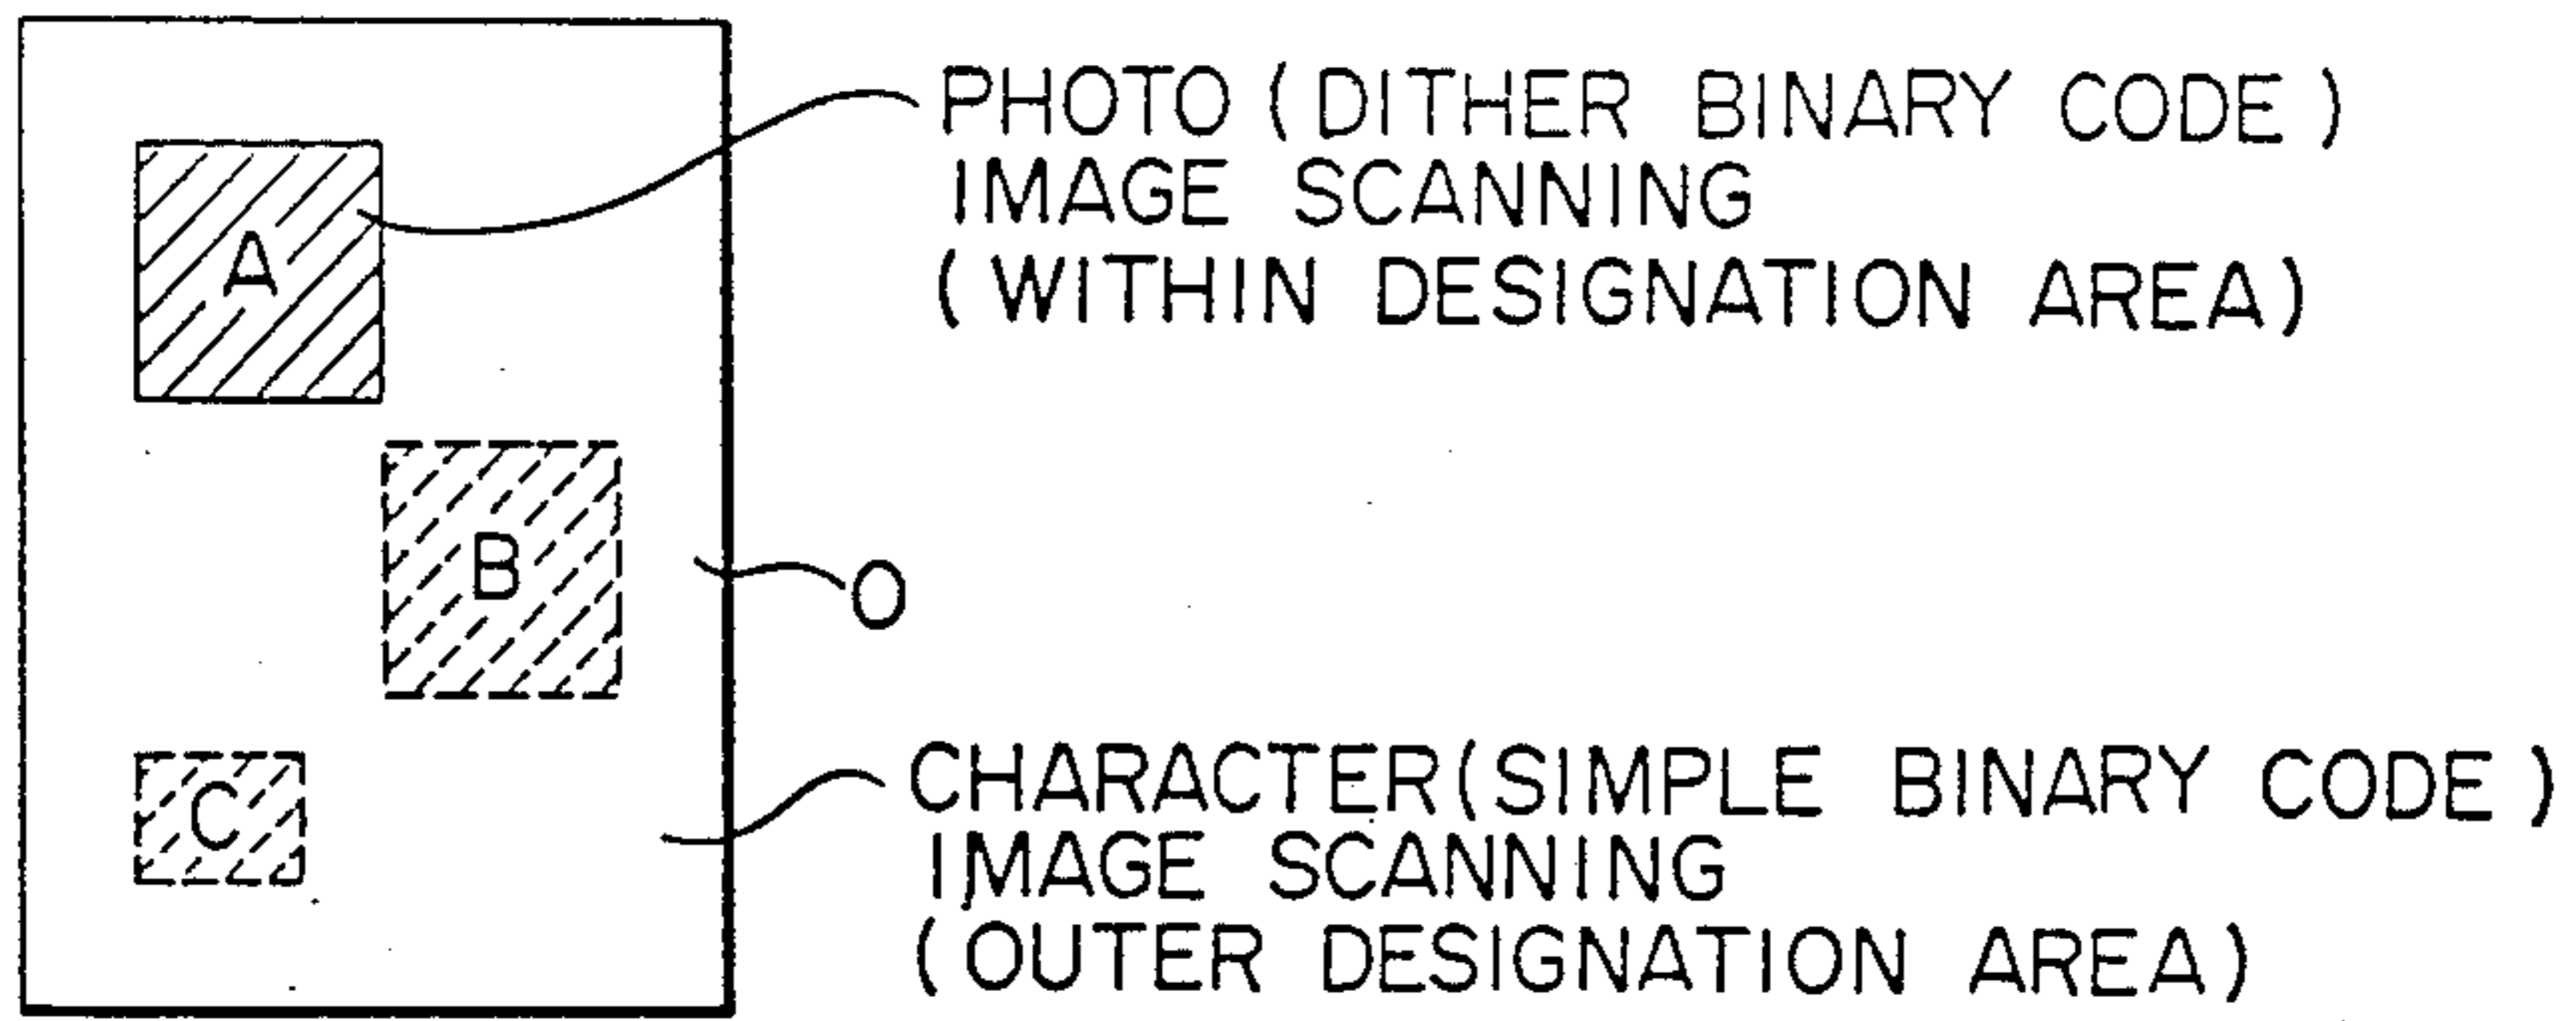 PHOTO (DITHER BINARY CODE)
IMAGE SCANNING
(WITHIN DESIGNATION AREA)
A
B
O
C
CHARACTER (SIMPLE BINARY CODE)
IMAGE SCANNING
(OUTER DESIGNATION AREA)